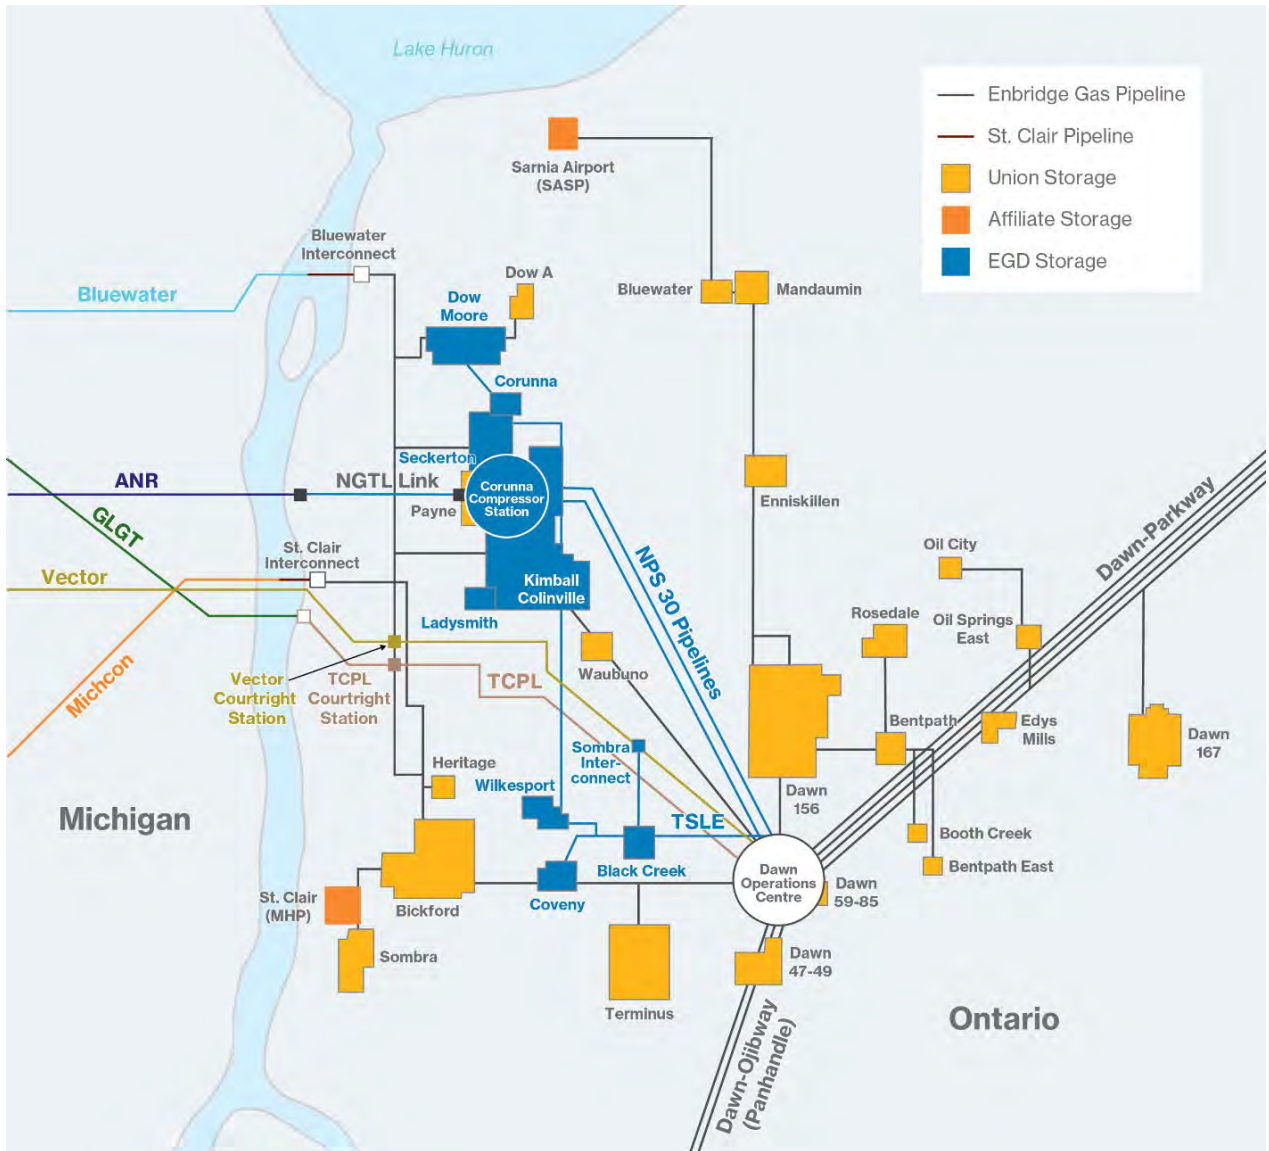 Lake Huron
Enbridge Gas Pipeline
St. Clair Pipeline
Union Storage
Affiliate Storage
EGD Storage
Sarnia Airport
(SASP)
Bluewater
Interconnect
Bluewater
Dow A
Dow
Moore
Bluewater
Mandaumin
Corunna
Seckerton
ANR
NGTL Link
Corunna
Compressor
Station
Payne
Enniskillen
GLGT
St. Clair
Interconnect
Vector
Kimball
Colinville
Ladysmith
NPS 30 Pipelines
Dawn-Parkway
Oil City
Rosedale
Oil Springs
East
Waubuno
Michcon
Vector
Courtright
Station
TCPL
Courtright
Station
TCPL
Bentpath
Edys
Mills
Dawn
167
Sombra
Inter-
connect
Heritage
Wilkesport
Dawn
156
Michigan
TSLE
Booth Creek
Bentpath East
Black Creek
Dawn
Operations
Centre
Dawn
59-85
St. Clair
(MHP)
Bickford
Coveny
Sombra
Dawn
47-49
Terminus
Ontario
Dawn-Ojibway
(Panhandle)